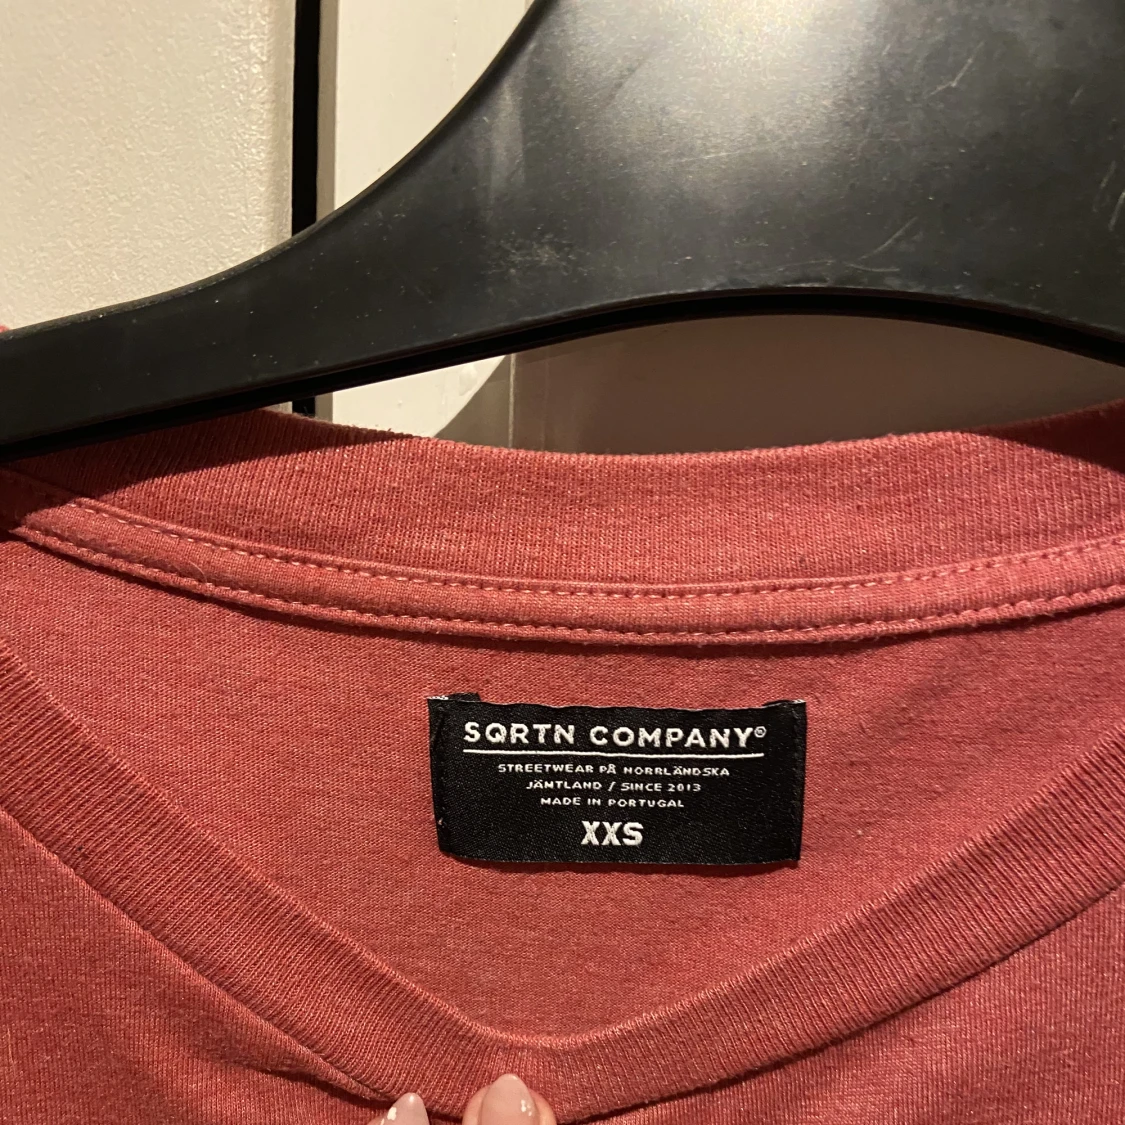 SQRTN COMPANY®
STREETWEAR PÅ NORRLÄNDSKA
JÄMTLAND / SINCE 2013
MADE IN PORTUGAL
XXS